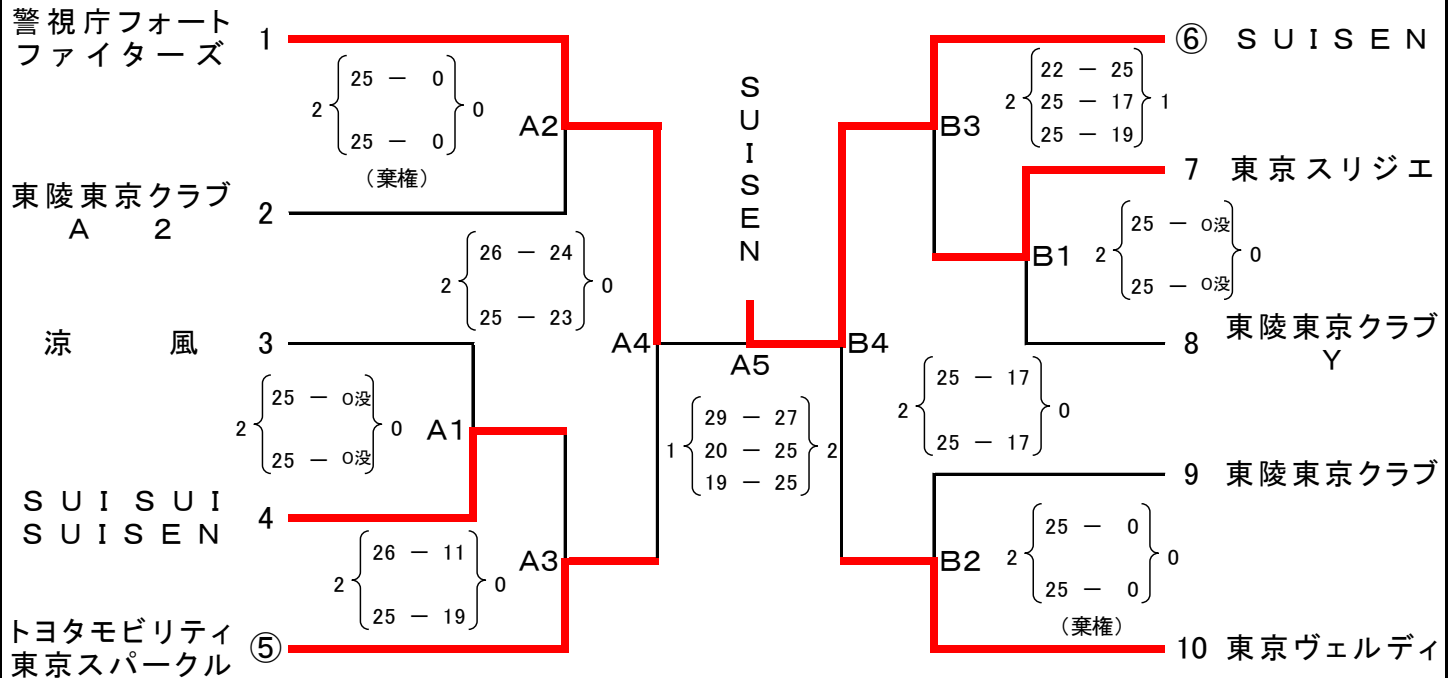 警視庁フォート
ファイターズ
1
25 － 0
2 0
25 － 0
（棄権）
A2
東陵東京クラブ
A 2
2
26 － 24
2 0
25 － 23
涼 風
3
A4
25 － 0没
2 0
25 － 0没
A1
ＳＵＩＳＵＩ
ＳＵＩＳＥＮ
4
26 － 11
2 0
25 － 19
A3
トヨタモビリティ
東京スパークル
⑤
S
U
I
S
E
N
A5
29 － 27
1 20 － 25 2
19 － 25
⑥
ＳＵＩＳＥＮ
22 － 25
2 25 － 17 1
25 － 19
B3
7
東京スリジエ
25 － 0没
2 0
25 － 0没
B1
8
東陵東京クラブ
Y
B4
25 － 17
2 0
25 － 17
9
東陵東京クラブ
25 － 0
2 0
25 － 0
（棄権）
B2
10
東京ヴェルディ